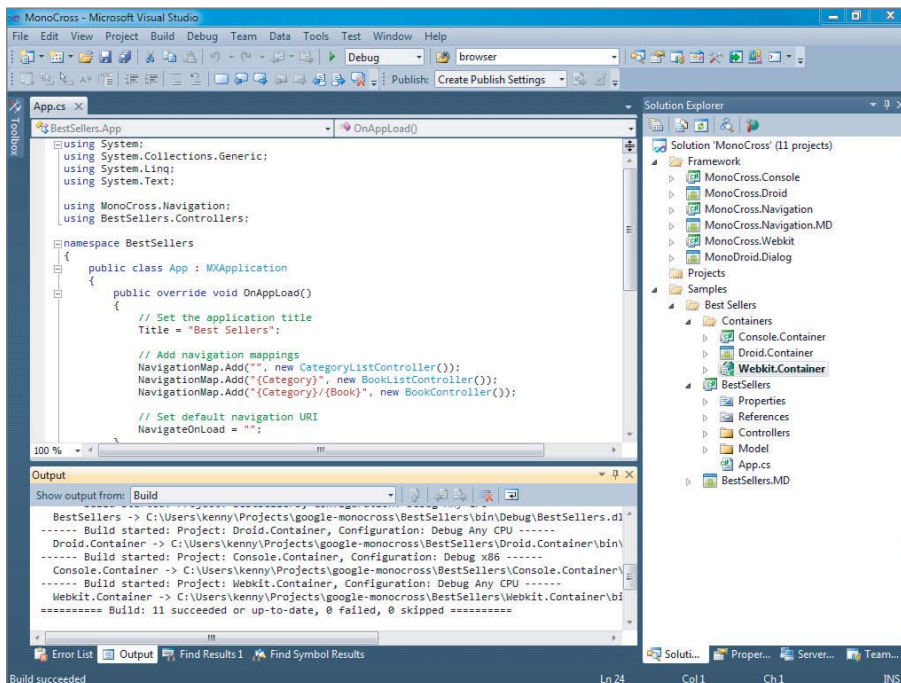 MonoCross - Microsoft Visual Studio
File Edit View Project Build Debug Team Data Tools Test Window Help
Debug browser
Publish: Create Publish Settings
Toolbox
App.cs
BestSellers.App OnAppLoad()
using System;
using System.Collections.Generic;
using System.Linq;
using System.Text;
using MonoCross.Navigation;
using BestSellers.Controllers;
namespace BestSellers
{
public class App : MXApplication
{
public override void OnAppLoad()
{
// Set the application title
Title = "Best Sellers";
// Add navigation mappings
NavigationMap.Add("", new CategoryListController());
NavigationMap.Add("{Category}", new BookListController());
NavigationMap.Add("{Category}/{Book}", new BookController());
// Set default navigation URI
NavigateOnLoad = "";
100 %
Output
Show output from: Build
BestSellers -> C:\Users\kenny\Projects\google-monocross\BestSellers\bin\Debug\BestSellers.dl
------ Build started: Project: Droid.Container, Configuration: Debug Any CPU ------
Droid.Container -> C:\Users\kenny\Projects\google-monocross\BestSellers\Droid.Container\bin\
------ Build started: Project: Console.Container, Configuration: Debug x86 ------
Console.Container -> C:\Users\kenny\Projects\google-monocross\BestSellers\Console.Container\
------ Build started: Project: Webkit.Container, Configuration: Debug Any CPU ------
Webkit.Container -> C:\Users\kenny\Projects\google-monocross\BestSellers\Webkit.Container\bi
========== Build: 11 succeeded or up-to-date, 0 failed, 0 skipped ==========
Error List Output Find Results 1 Find Symbol Results
Solution Explorer
Solution 'MonoCross' (11 projects)
Framework
MonoCross.Console
MonoCross.Droid
MonoCross.Navigation
MonoCross.Navigation.MD
MonoCross.Webkit
MonoDroid.Dialog
Projects
Samples
Best Sellers
Containers
Console.Container
Droid.Container
Webkit.Container
BestSellers
Properties
References
Controllers
Model
App.cs
BestSellers.MD
Soluti... Proper... Server... Team...
Build succeeded Ln 24 Col 1 Ch 1 INS